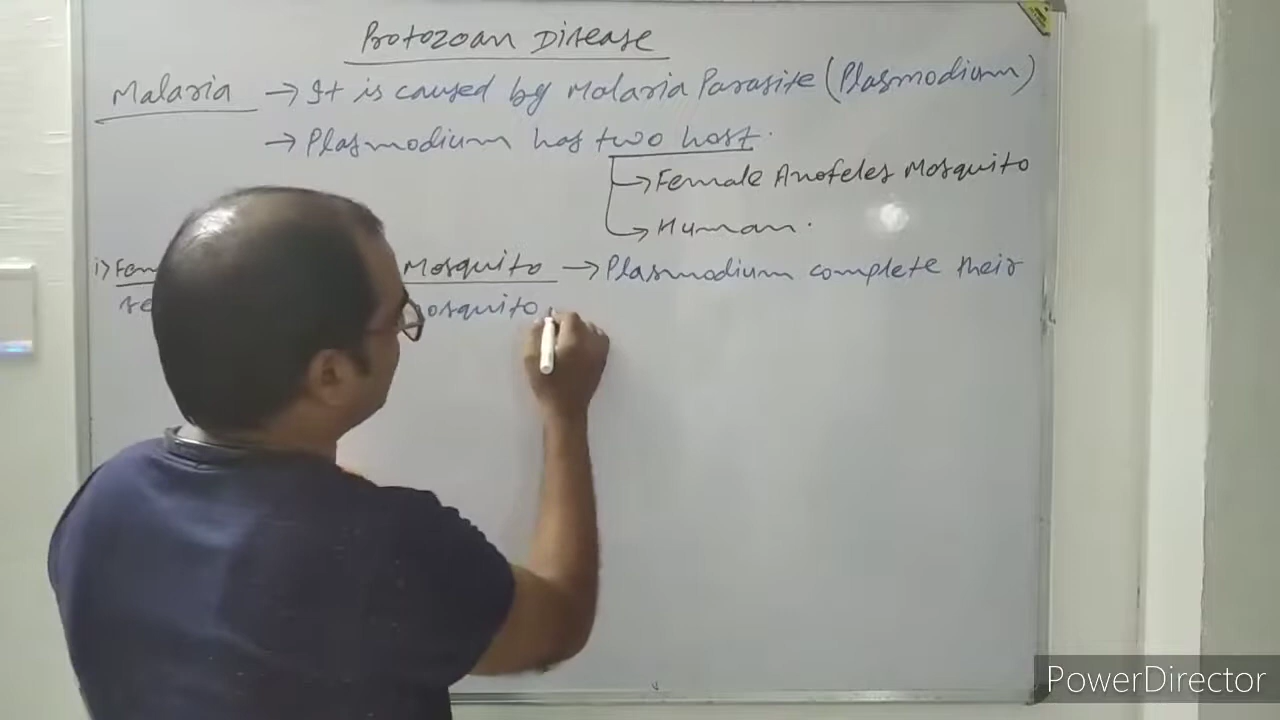 Protozoan Disease
Malaria → It is caused by Malaria Parasite (Plasmodium)
→ Plasmodium has two host.
→ Female Anofeles Mosquito
→ Human.
i) Fem Mosquito → Plasmodium complete their
se osquito
PowerDirector